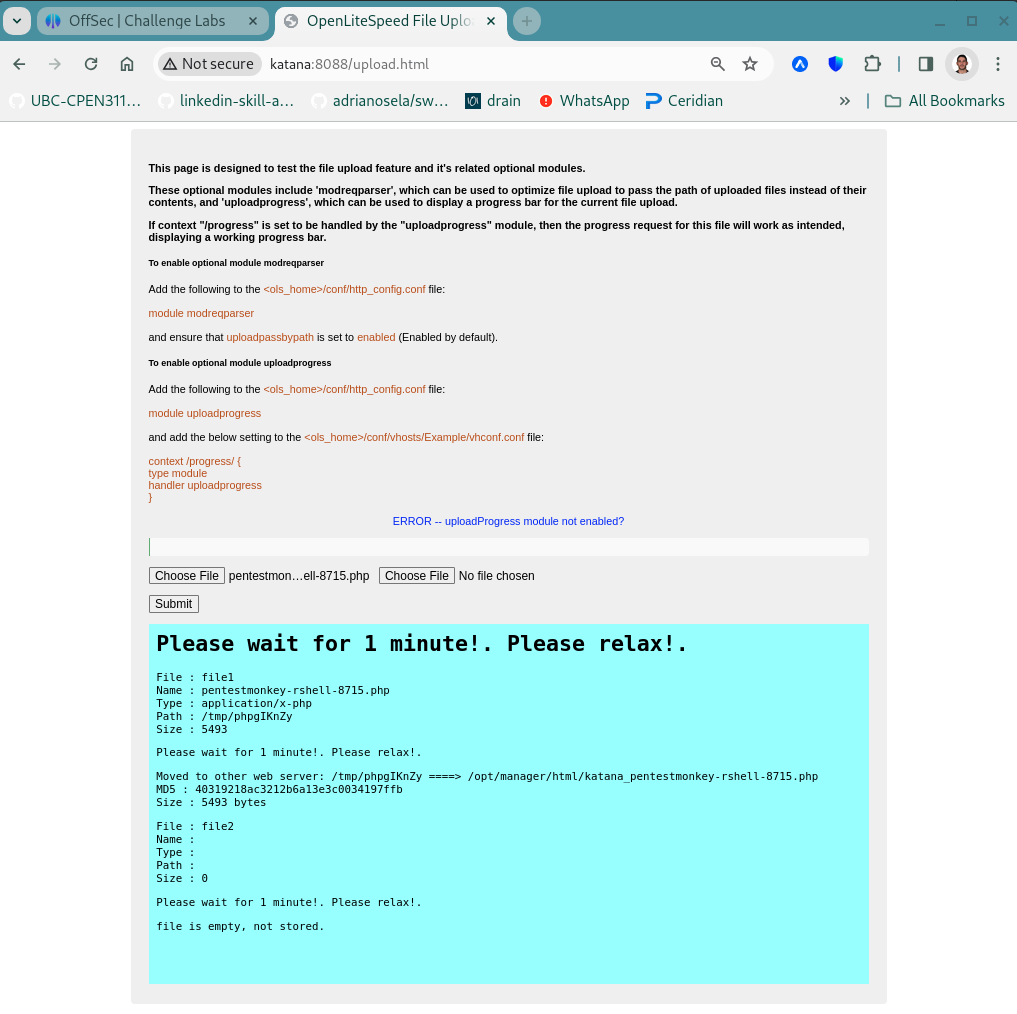 OffSec | Challenge Labs
OpenLiteSpeed File Uplo
Not secure
katana:8088/upload.html
UBC-CPEN311...
linkedin-skill-a...
adrianosela/sw...
drain
WhatsApp
Ceridian
All Bookmarks
This page is designed to test the file upload feature and it's related optional modules.
These optional modules include 'modreqparser', which can be used to optimize file upload to pass the path of uploaded files instead of their
contents, and 'uploadprogress', which can be used to display a progress bar for the current file upload.
If context "/progress" is set to be handled by the "uploadprogress" module, then the progress request for this file will work as intended,
displaying a working progress bar.
To enable optional module modreqparser
Add the following to the <ols_home>/conf/http_config.conf file:
module modreqparser
and ensure that uploadpassbypath is set to enabled (Enabled by default).
To enable optional module uploadprogress
Add the following to the <ols_home>/conf/http_config.conf file:
module uploadprogress
and add the below setting to the <ols_home>/conf/vhosts/Example/vhconf.conf file:
context /progress/ {
type module
handler uploadprogress
}
ERROR -- uploadProgress module not enabled?
Choose File pentestmon...ell-8715.php Choose File No file chosen
Submit
Please wait for 1 minute!. Please relax!.
File : file1
Name : pentestmonkey-rshell-8715.php
Type : application/x-php
Path : /tmp/phpgIKnZy
Size : 5493
Please wait for 1 minute!. Please relax!.
Moved to other web server: /tmp/phpgIKnZy ====> /opt/manager/html/katana_pentestmonkey-rshell-8715.php
MD5 : 40319218ac3212b6a13e3c0034197ffb
Size : 5493 bytes
File : file2
Name :
Type :
Path :
Size : 0
Please wait for 1 minute!. Please relax!.
file is empty, not stored.